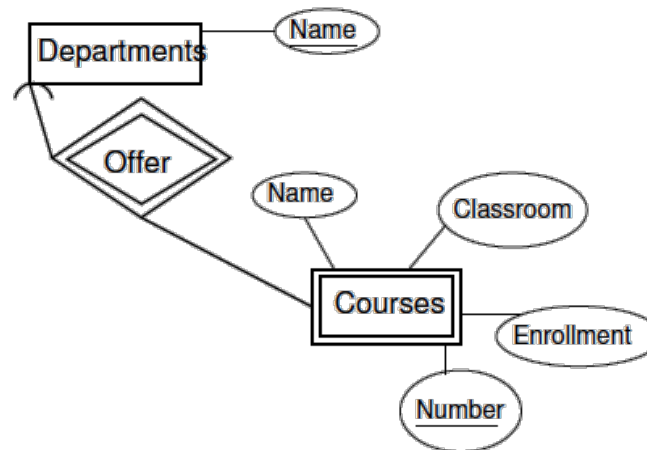 Name
Departments
Offer
Name
Classroom
Courses
Enrollment
Number